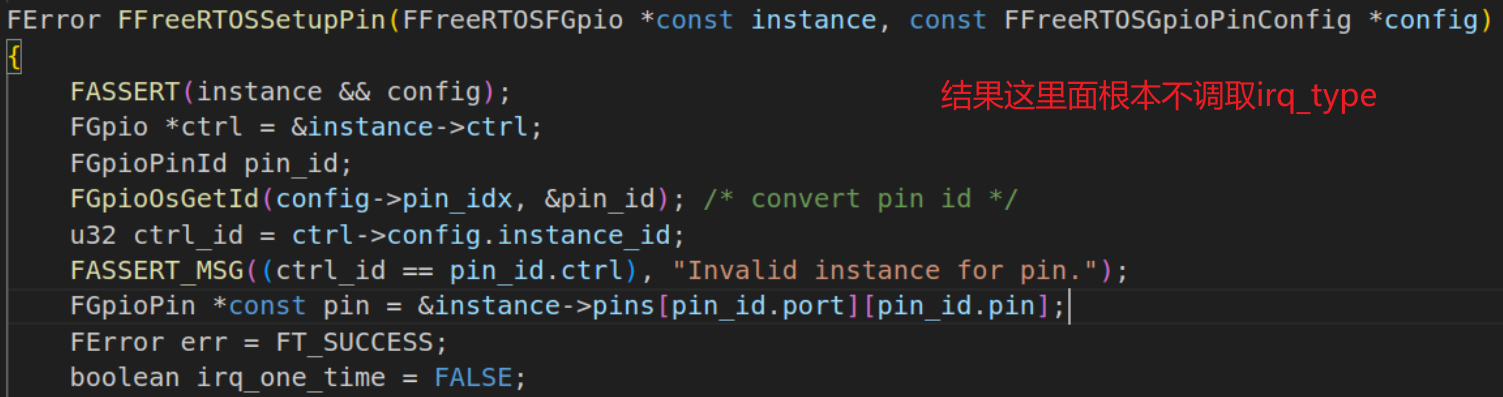 FError FFreeRTOSSetupPin(FFreeRTOSFGpio *const instance, const FFreeRTOSGpioPinConfig *config)
{
    FASSERT(instance && config);
结果这里面根本不调取irq_type
    FGpio *ctrl = &instance->ctrl;
    FGpioPinId pin_id;
    FGpioOsGetId(config->pin_idx, &pin_id); /* convert pin id */
    u32 ctrl_id = ctrl->config.instance_id;
    FASSERT_MSG((ctrl_id == pin_id.ctrl), "Invalid instance for pin.");
    FGpioPin *const pin = &instance->pins[pin_id.port][pin_id.pin];
    FError err = FT_SUCCESS;
    boolean irq_one_time = FALSE;